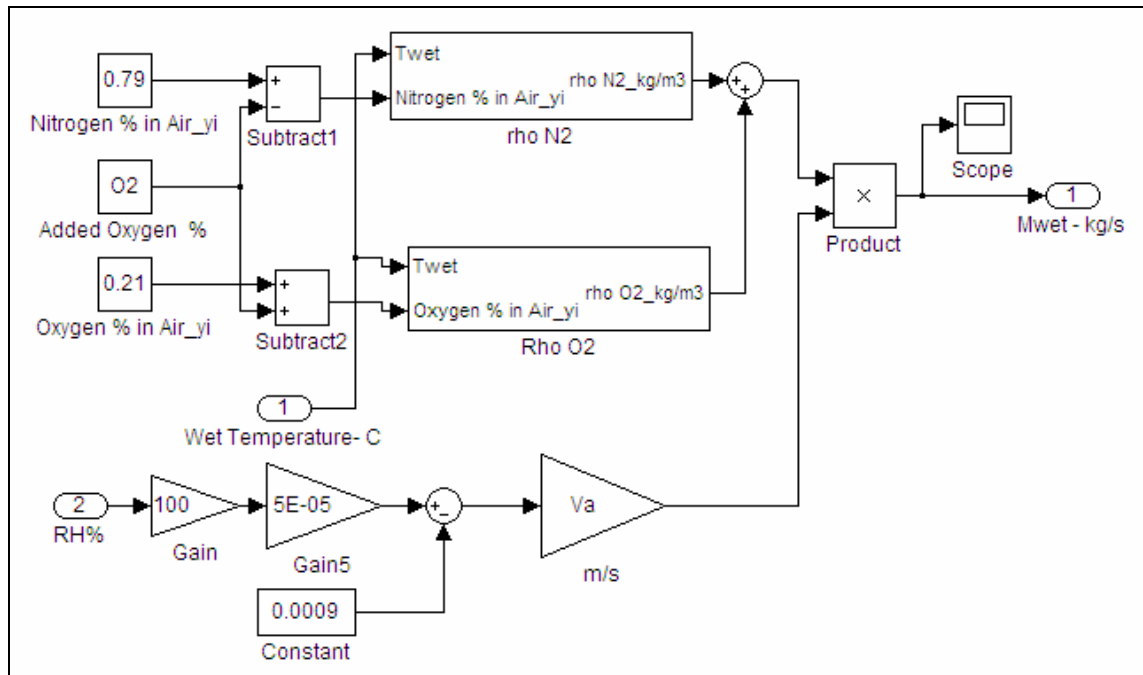 0.79
Nitrogen % in Air_yi
+
−
Subtract1
Twet
Nitrogen % in Air_yi
rho N2_kg/m3
rho N2
+
+
O2
Added Oxygen %
0.21
Oxygen % in Air_yi
+
+
Subtract2
Twet
Oxygen % in Air_yi
rho O2_kg/m3
Rho O2
×
Product
Scope
1
Mwet - kg/s
1
Wet Temperature- C
2
RH%
100
Gain
5E-05
Gain5
+
−
0.0009
Constant
Va
m/s